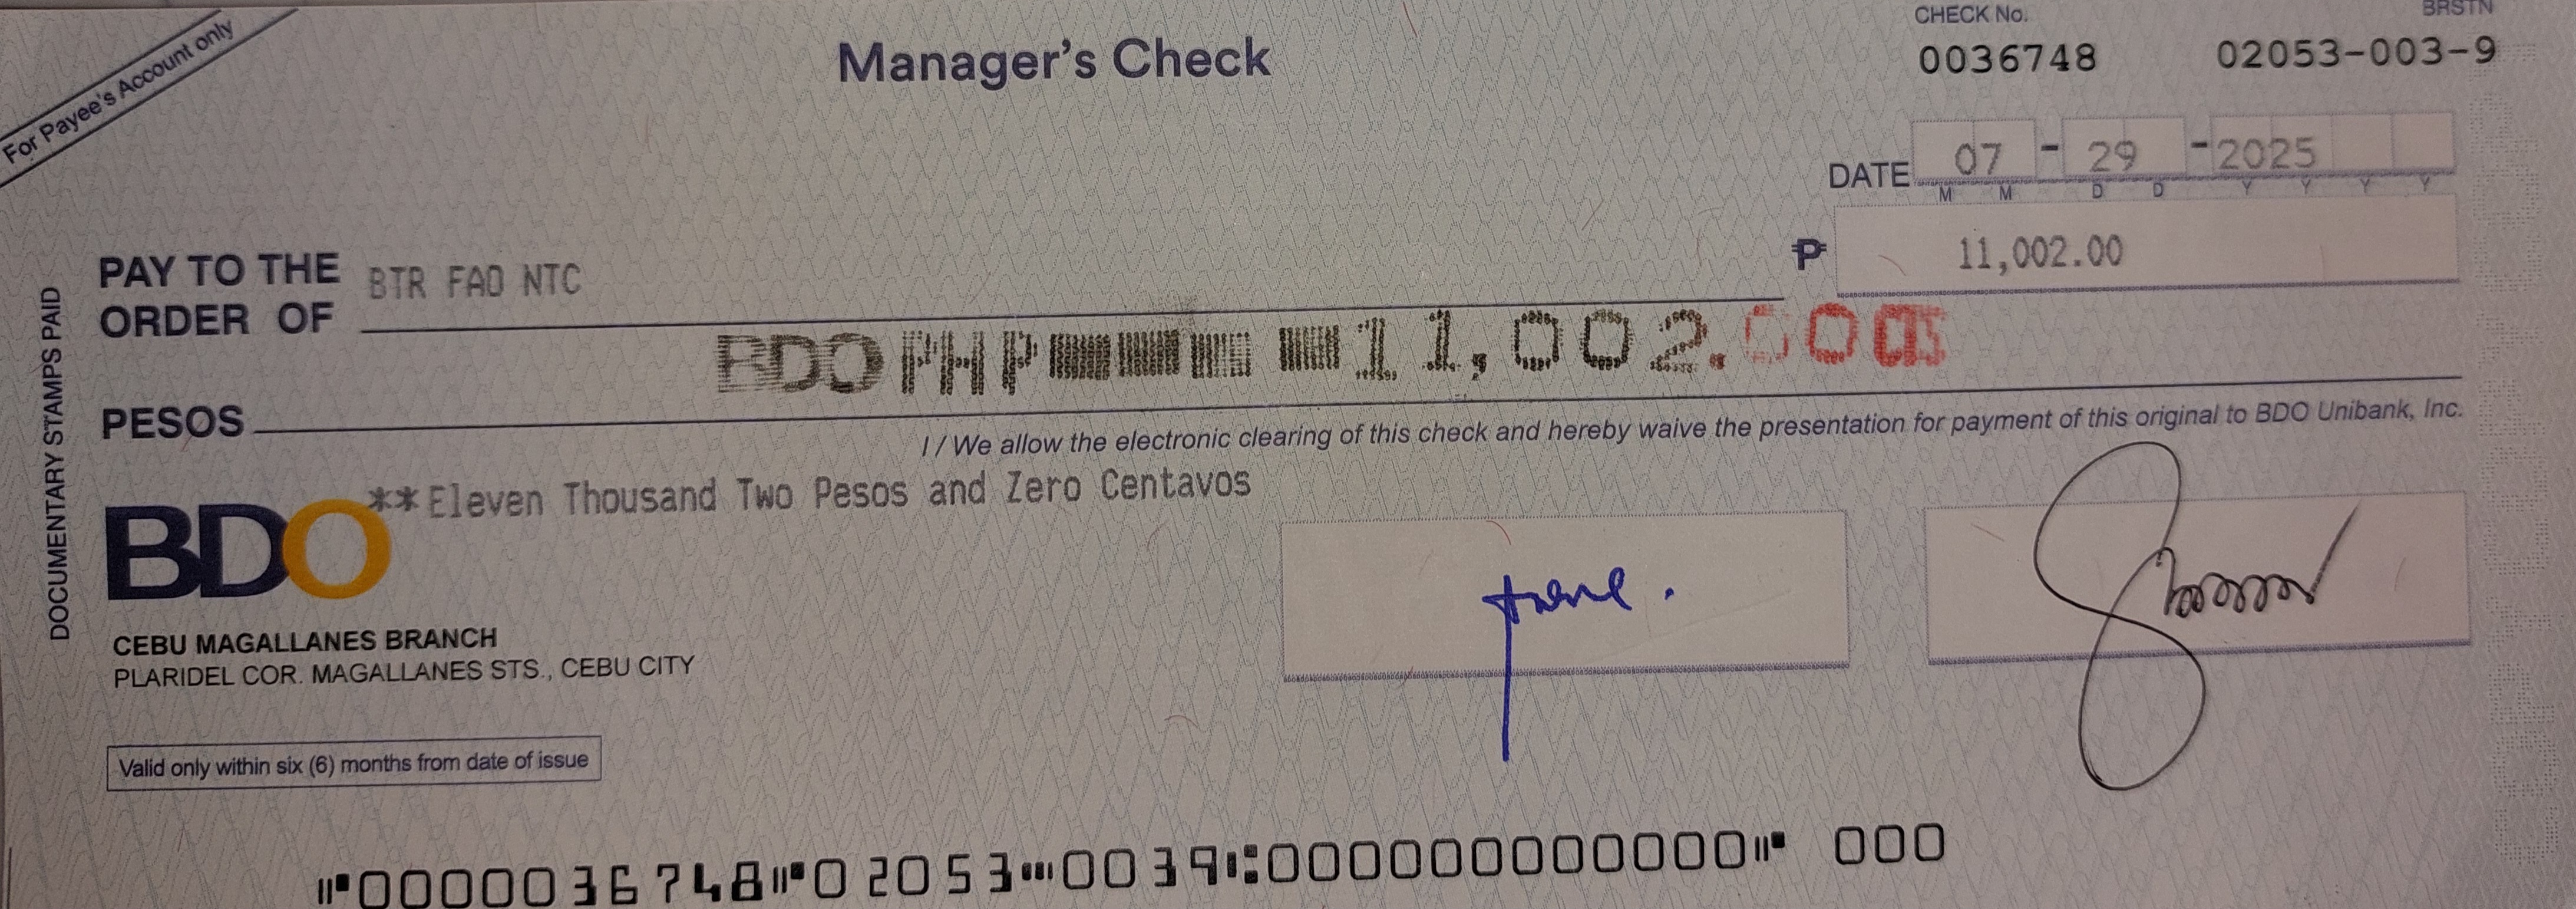 For Payee's Account only
Manager's Check
CHECK No.
BRSTN
0036748
02053-003-9
DATE 07 - 29 - 2025
M M D D Y Y Y Y
PAY TO THE ORDER OF BTR FAO NTC
₱ 11,002.00
BDO PHP 11,002.00
PESOS
I / We allow the electronic clearing of this check and hereby waive the presentation for payment of this original to BDO Unibank, Inc.
**Eleven Thousand Two Pesos and Zero Centavos
BDO
CEBU MAGALLANES BRANCH
PLARIDEL COR. MAGALLANES STS., CEBU CITY
DOCUMENTARY STAMPS PAID
Valid only within six (6) months from date of issue
⑈0000036748⑈02053⑉0039⑆000000000000⑈ 000